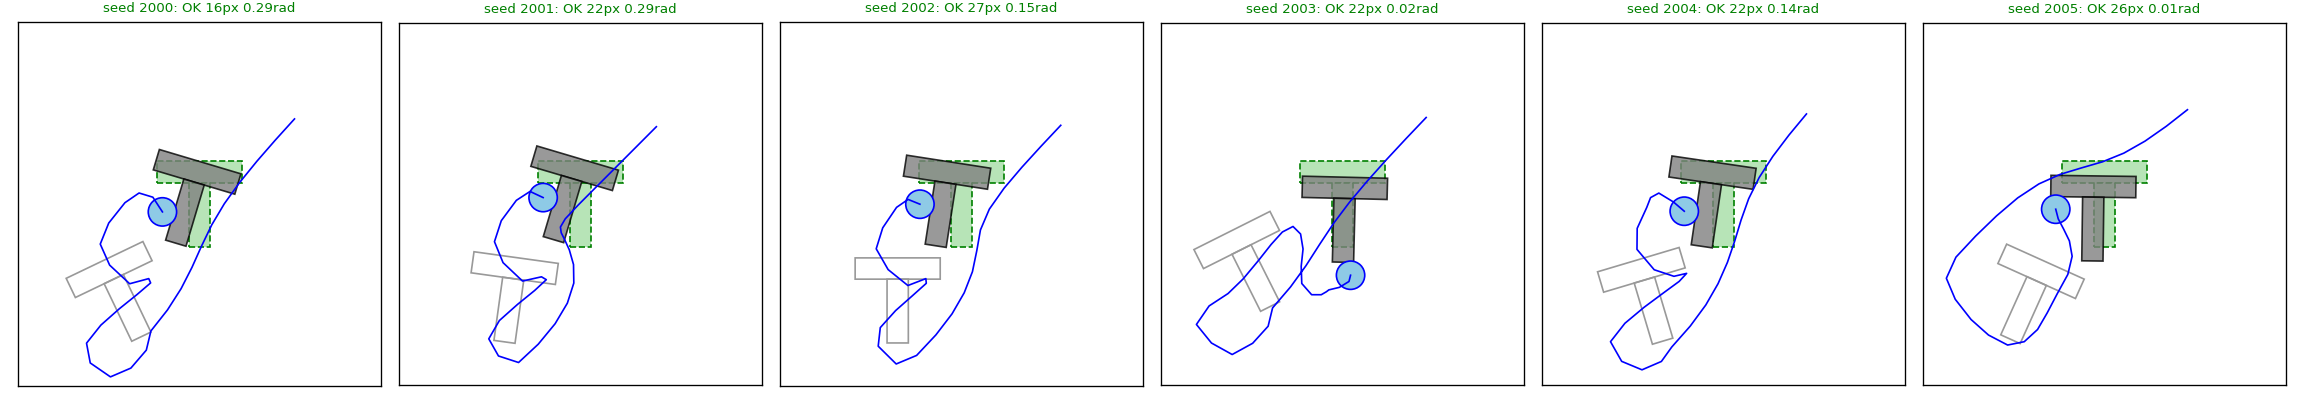 seed 2000: OK 16px 0.29rad
seed 2001: OK 22px 0.29rad
seed 2002: OK 27px 0.15rad
seed 2003: OK 22px 0.02rad
seed 2004: OK 22px 0.14rad
seed 2005: OK 26px 0.01rad